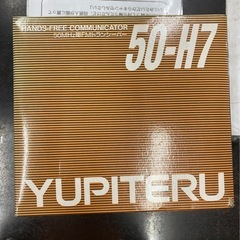 HANDS-FREE COMMUNICATOR
50MHz帯FMトランシーバー
50-H7
YUPITERU